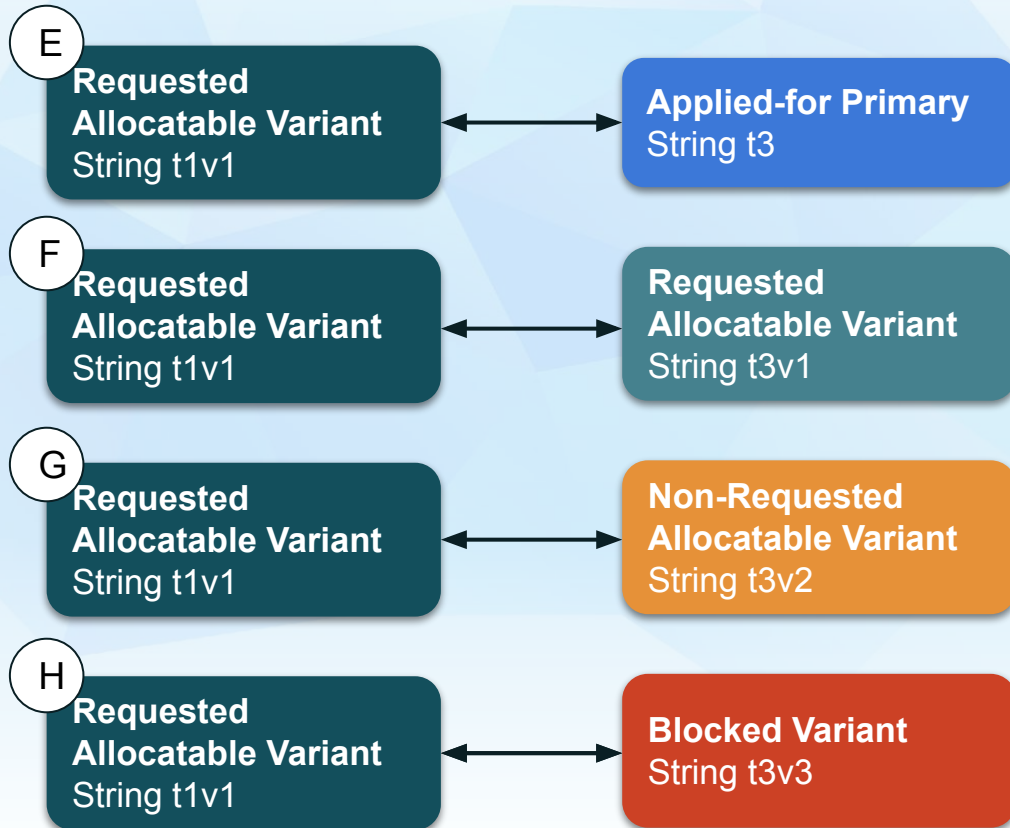 E
Requested
Allocatable Variant
String t1v1
Applied-for Primary
String t3
F
Requested
Allocatable Variant
String t1v1
Requested
Allocatable Variant
String t3v1
G
Requested
Allocatable Variant
String t1v1
Non-Requested
Allocatable Variant
String t3v2
H
Requested
Allocatable Variant
String t1v1
Blocked Variant
String t3v3